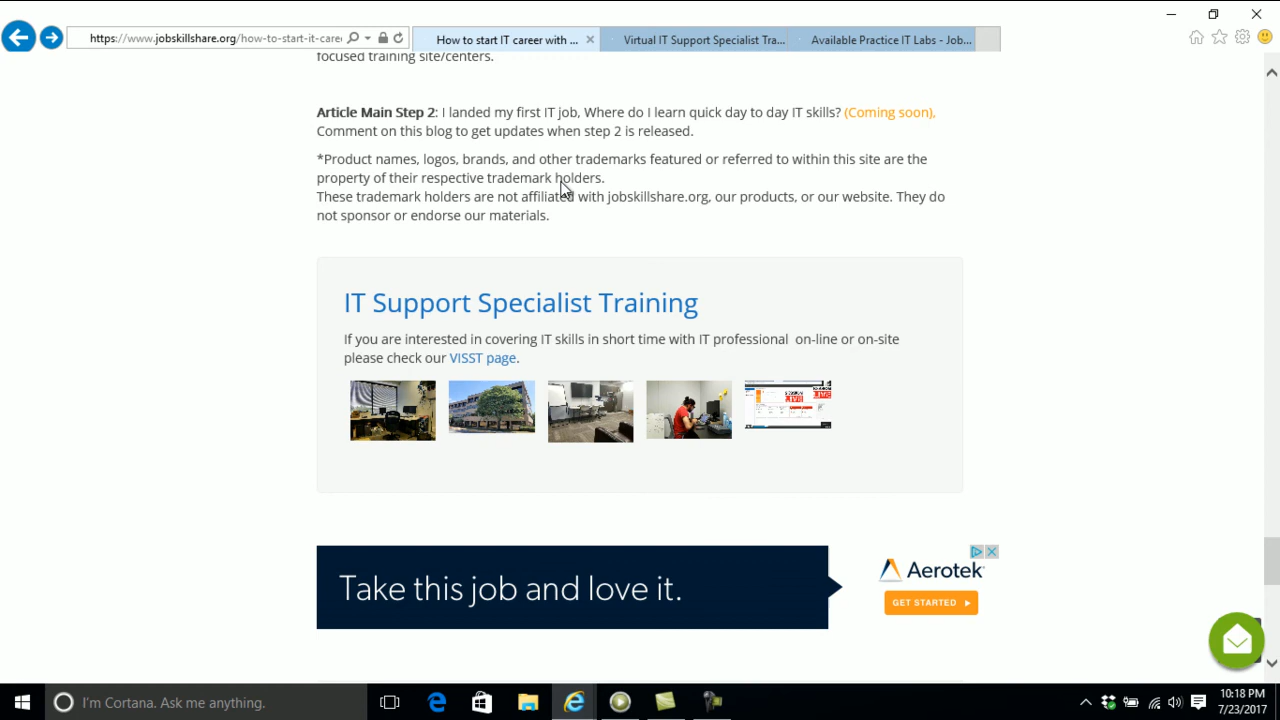 https://www.jobskillshare.org/how-to-start-it-care
How to start IT career with ...
Virtual IT Support Specialist Tra...
Available Practice IT Labs - Job...
focused training site/centers.
Article Main Step 2: I landed my first IT job, Where do I learn quick day to day IT skills? (Coming soon),
Comment on this blog to get updates when step 2 is released.
*Product names, logos, brands, and other trademarks featured or referred to within this site are the
property of their respective trademark holders.
These trademark holders are not affiliated with jobskillshare.org, our products, or our website. They do
not sponsor or endorse our materials.
IT Support Specialist Training
If you are interested in covering IT skills in short time with IT professional on-line or on-site
please check our VISST page.
Take this job and love it.
Aerotek
GET STARTED
I'm Cortana. Ask me anything.
10:18 PM
7/23/2017